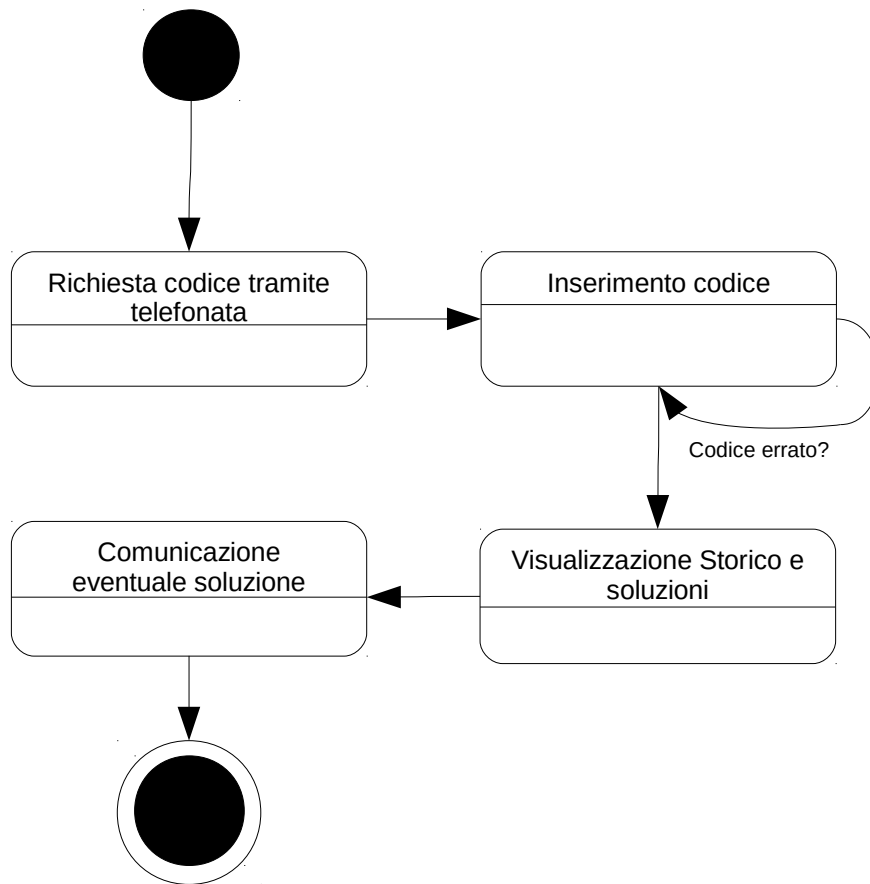 Richiesta codice tramite
telefonata
Inserimento codice
Codice errato?
Visualizzazione Storico e
soluzioni
Comunicazione
eventuale soluzione